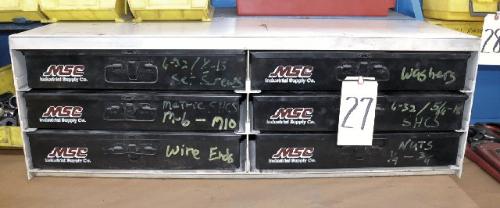 MSC
Industrial Supply Co.
6-32 /
Set Screws
MSC
Industrial Supply Co.
Washers
MSC
Industrial Supply Co.
Metric SHCS
M-6 - M10
MSC
Industrial Supply Co.
6-32 /
SHCS
MSC
Industrial Supply Co.
Wire Ends
MSC
Industrial Supply Co.
NUTS
27
28